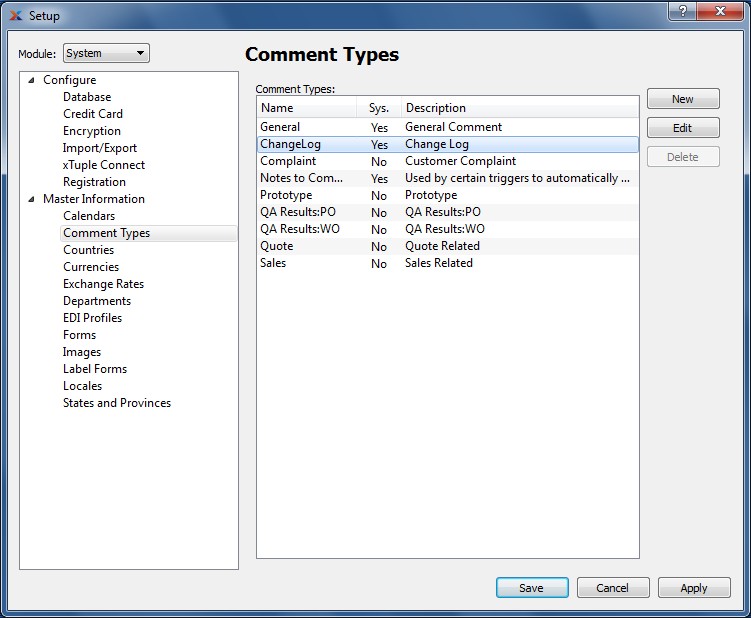 Setup
?
Module: System
Comment Types
Configure
Database
Credit Card
Encryption
Import/Export
xTuple Connect
Registration
Master Information
Calendars
Comment Types
Countries
Currencies
Exchange Rates
Departments
EDI Profiles
Forms
Images
Label Forms
Locales
States and Provinces
Comment Types:
Name Sys. Description
General Yes General Comment
ChangeLog Yes Change Log
Complaint No Customer Complaint
Notes to Com... Yes Used by certain triggers to automatically ...
Prototype No Prototype
QA Results:PO No QA Results:PO
QA Results:WO No QA Results:WO
Quote No Quote Related
Sales No Sales Related
New
Edit
Delete
Save Cancel Apply